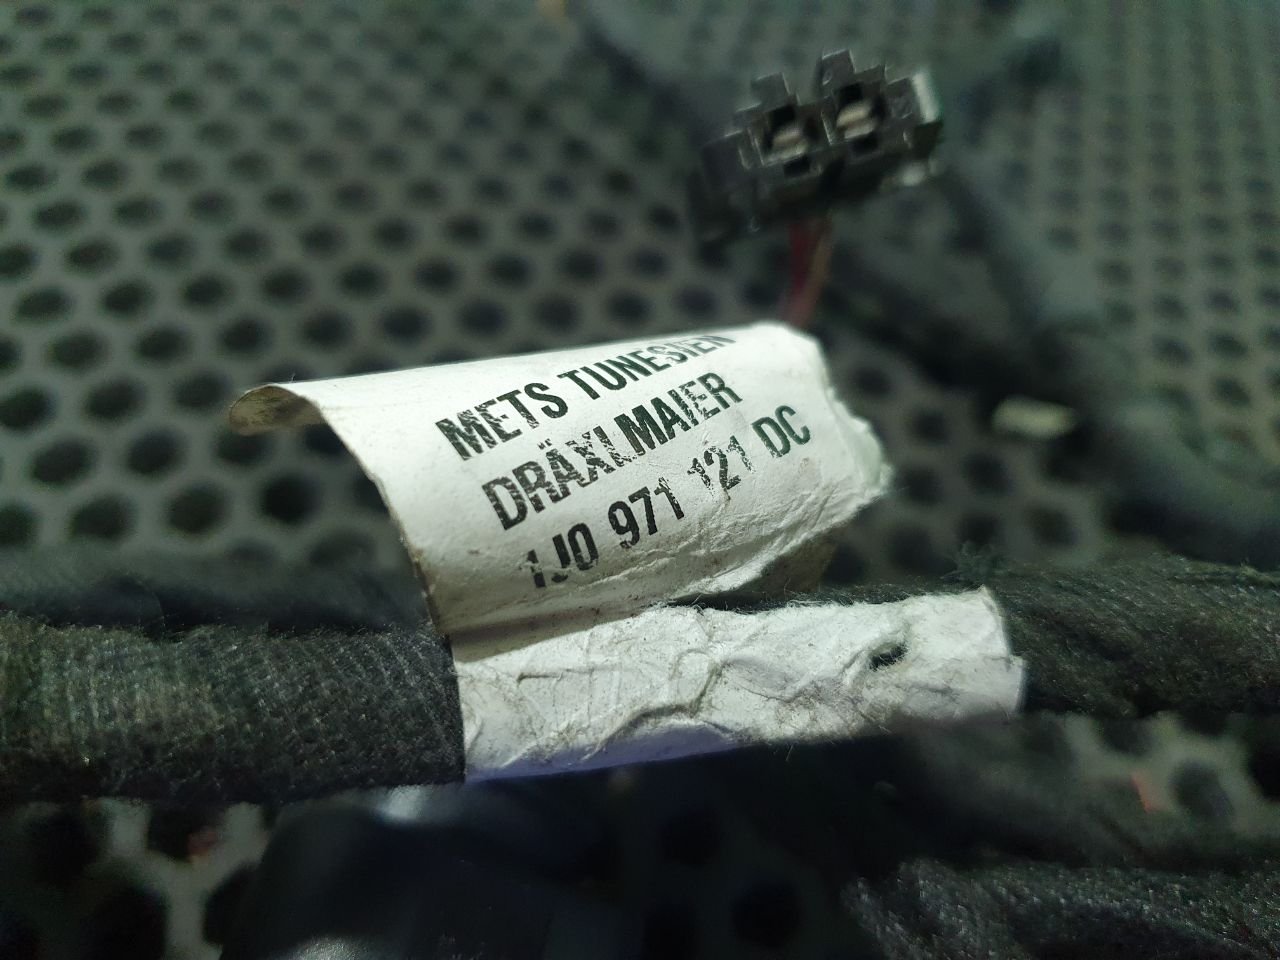 METS TUNESIEN
DRÄXLMAIER
1J0 971 121 DC